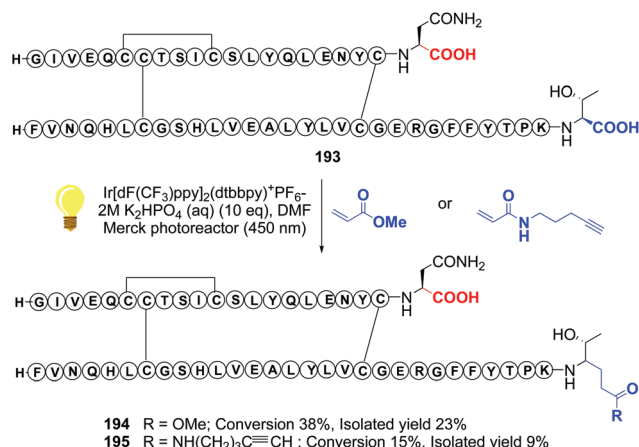 CONH₂
H-GIVEQCCTSICSLYQLENYC-N H COOH
HO
H-FVNQHLCGSHLVEALYLVCGERGFFYTPK-N H COOH
193
Ir[dF(CF3)ppy]₂(dtbbpy)⁺PF₆-
2M K₂HPO₄ (aq) (10 eq), DMF
Merck photoreactor (450 nm)
O OMe or O N H
CONH₂
H-GIVEQCCTSICSLYQLENYC-N H COOH
HO
H-FVNQHLCGSHLVEALYLVCGERGFFYTPK-N H O R
194 R = OMe; Conversion 38%, Isolated yield 23%
195 R = NH(CH₂)₃C≡CH ; Conversion 15%, Isolated yield 9%